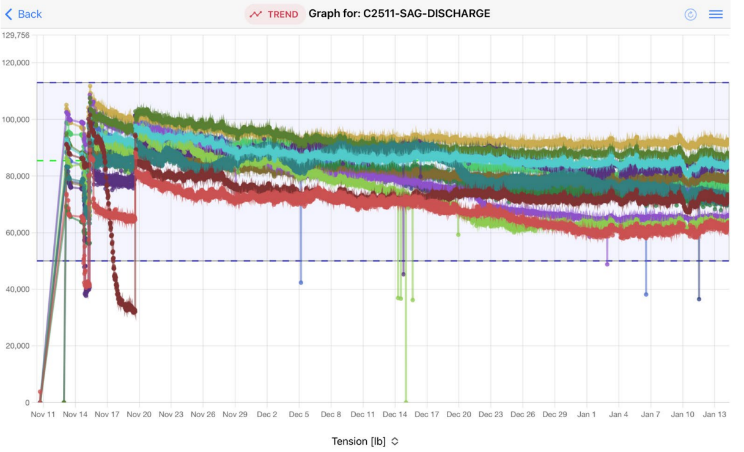 Back
TREND Graph for: C2511-SAG-DISCHARGE
129,756
120,000
100,000
80,000
60,000
40,000
20,000
0
Nov 11 Nov 14 Nov 17 Nov 20 Nov 23 Nov 26 Nov 29 Dec 2 Dec 5 Dec 8 Dec 11 Dec 14 Dec 17 Dec 20 Dec 23 Dec 26 Dec 29 Jan 1 Jan 4 Jan 7 Jan 10 Jan 13
Tension [lb]